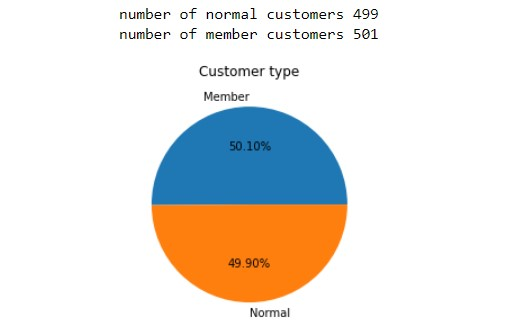 number of normal customers 499
number of member customers 501
Customer type
Member
50.10%
49.90%
Normal